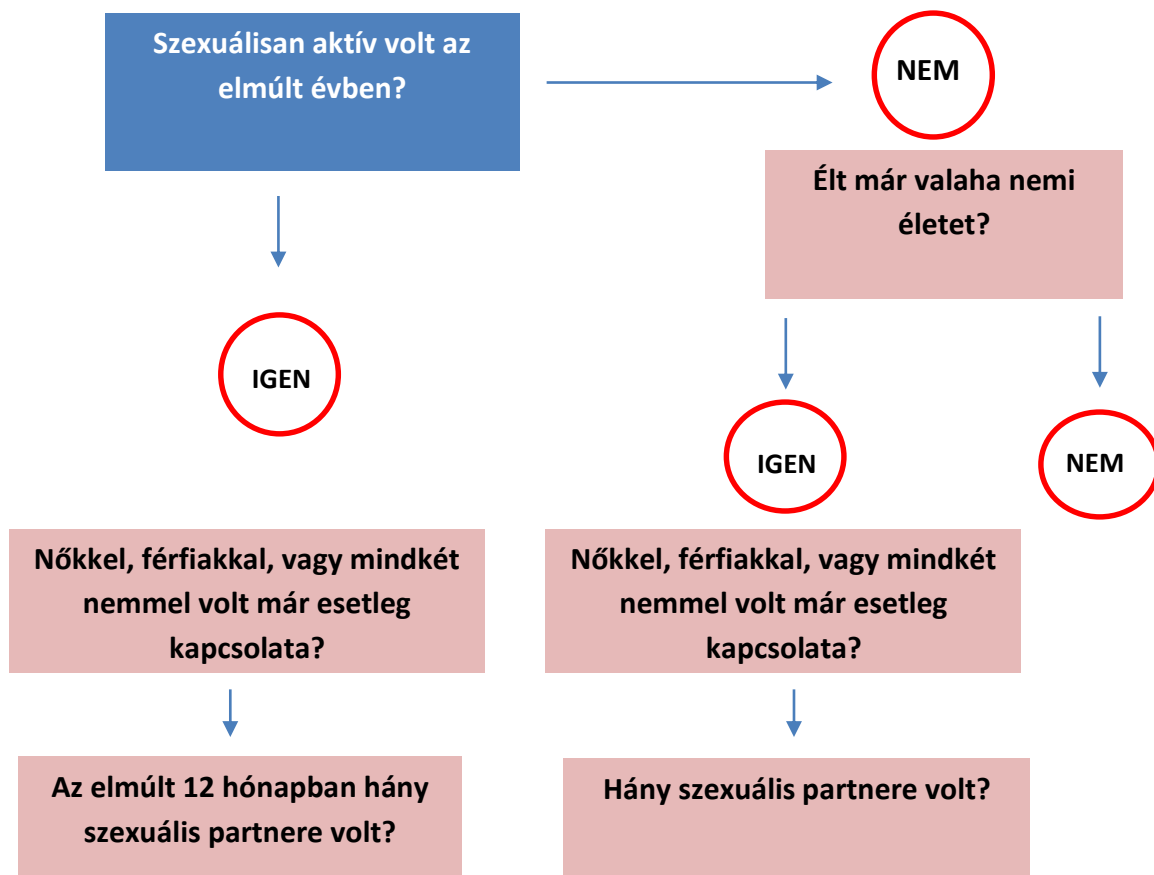 Szexuálisan aktív volt az
elmúlt évben?
NEM
Élt már valaha nemi
életet?
IGEN
IGEN
NEM
Nőkkel, férfiakkal, vagy mindkét
nemmel volt már esetleg
kapcsolata?
Nőkkel, férfiakkal, vagy mindkét
nemmel volt már esetleg
kapcsolata?
Az elmúlt 12 hónapban hány
szexuális partnere volt?
Hány szexuális partnere volt?